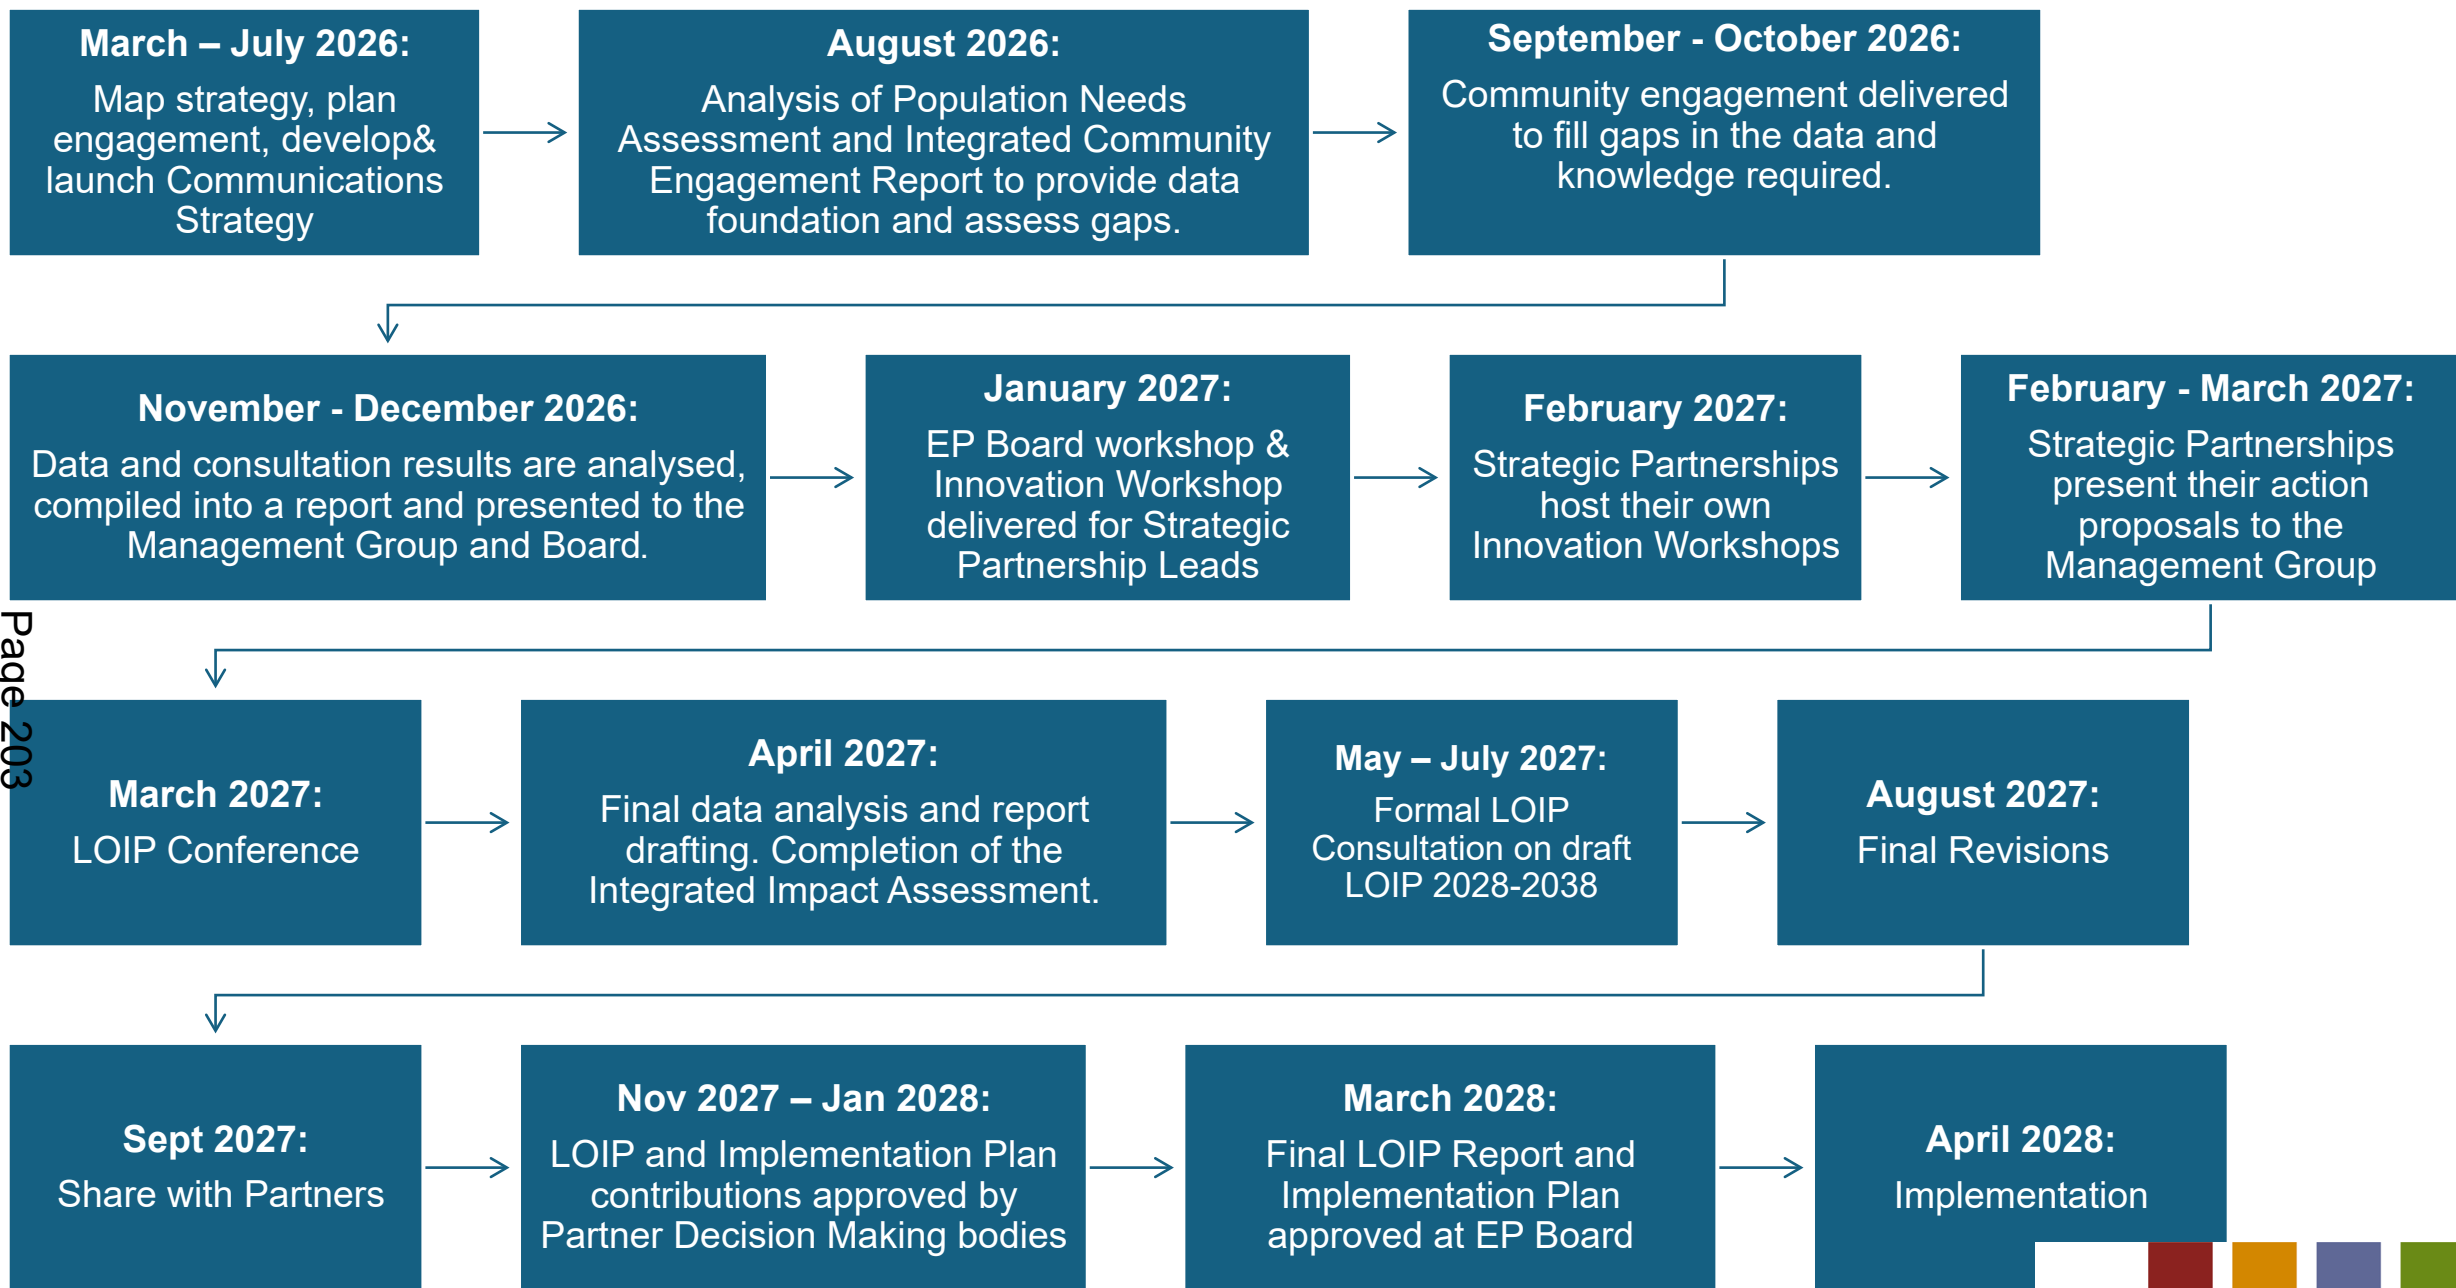 March – July 2026:
Map strategy, plan
engagement, develop&
launch Communications
Strategy
August 2026:
Analysis of Population Needs
Assessment and Integrated Community
Engagement Report to provide data
foundation and assess gaps.
September - October 2026:
Community engagement delivered
to fill gaps in the data and
knowledge required.
November - December 2026:
Data and consultation results are analysed,
compiled into a report and presented to the
Management Group and Board.
January 2027:
EP Board workshop &
Innovation Workshop
delivered for Strategic
Partnership Leads
February 2027:
Strategic Partnerships
host their own
Innovation Workshops
February - March 2027:
Strategic Partnerships
present their action
proposals to the
Management Group
Page 203
March 2027:
LOIP Conference
April 2027:
Final data analysis and report
drafting. Completion of the
Integrated Impact Assessment.
May – July 2027:
Formal LOIP
Consultation on draft
LOIP 2028-2038
August 2027:
Final Revisions
Sept 2027:
Share with Partners
Nov 2027 – Jan 2028:
LOIP and Implementation Plan
contributions approved by
Partner Decision Making bodies
March 2028:
Final LOIP Report and
Implementation Plan
approved at EP Board
April 2028:
Implementation